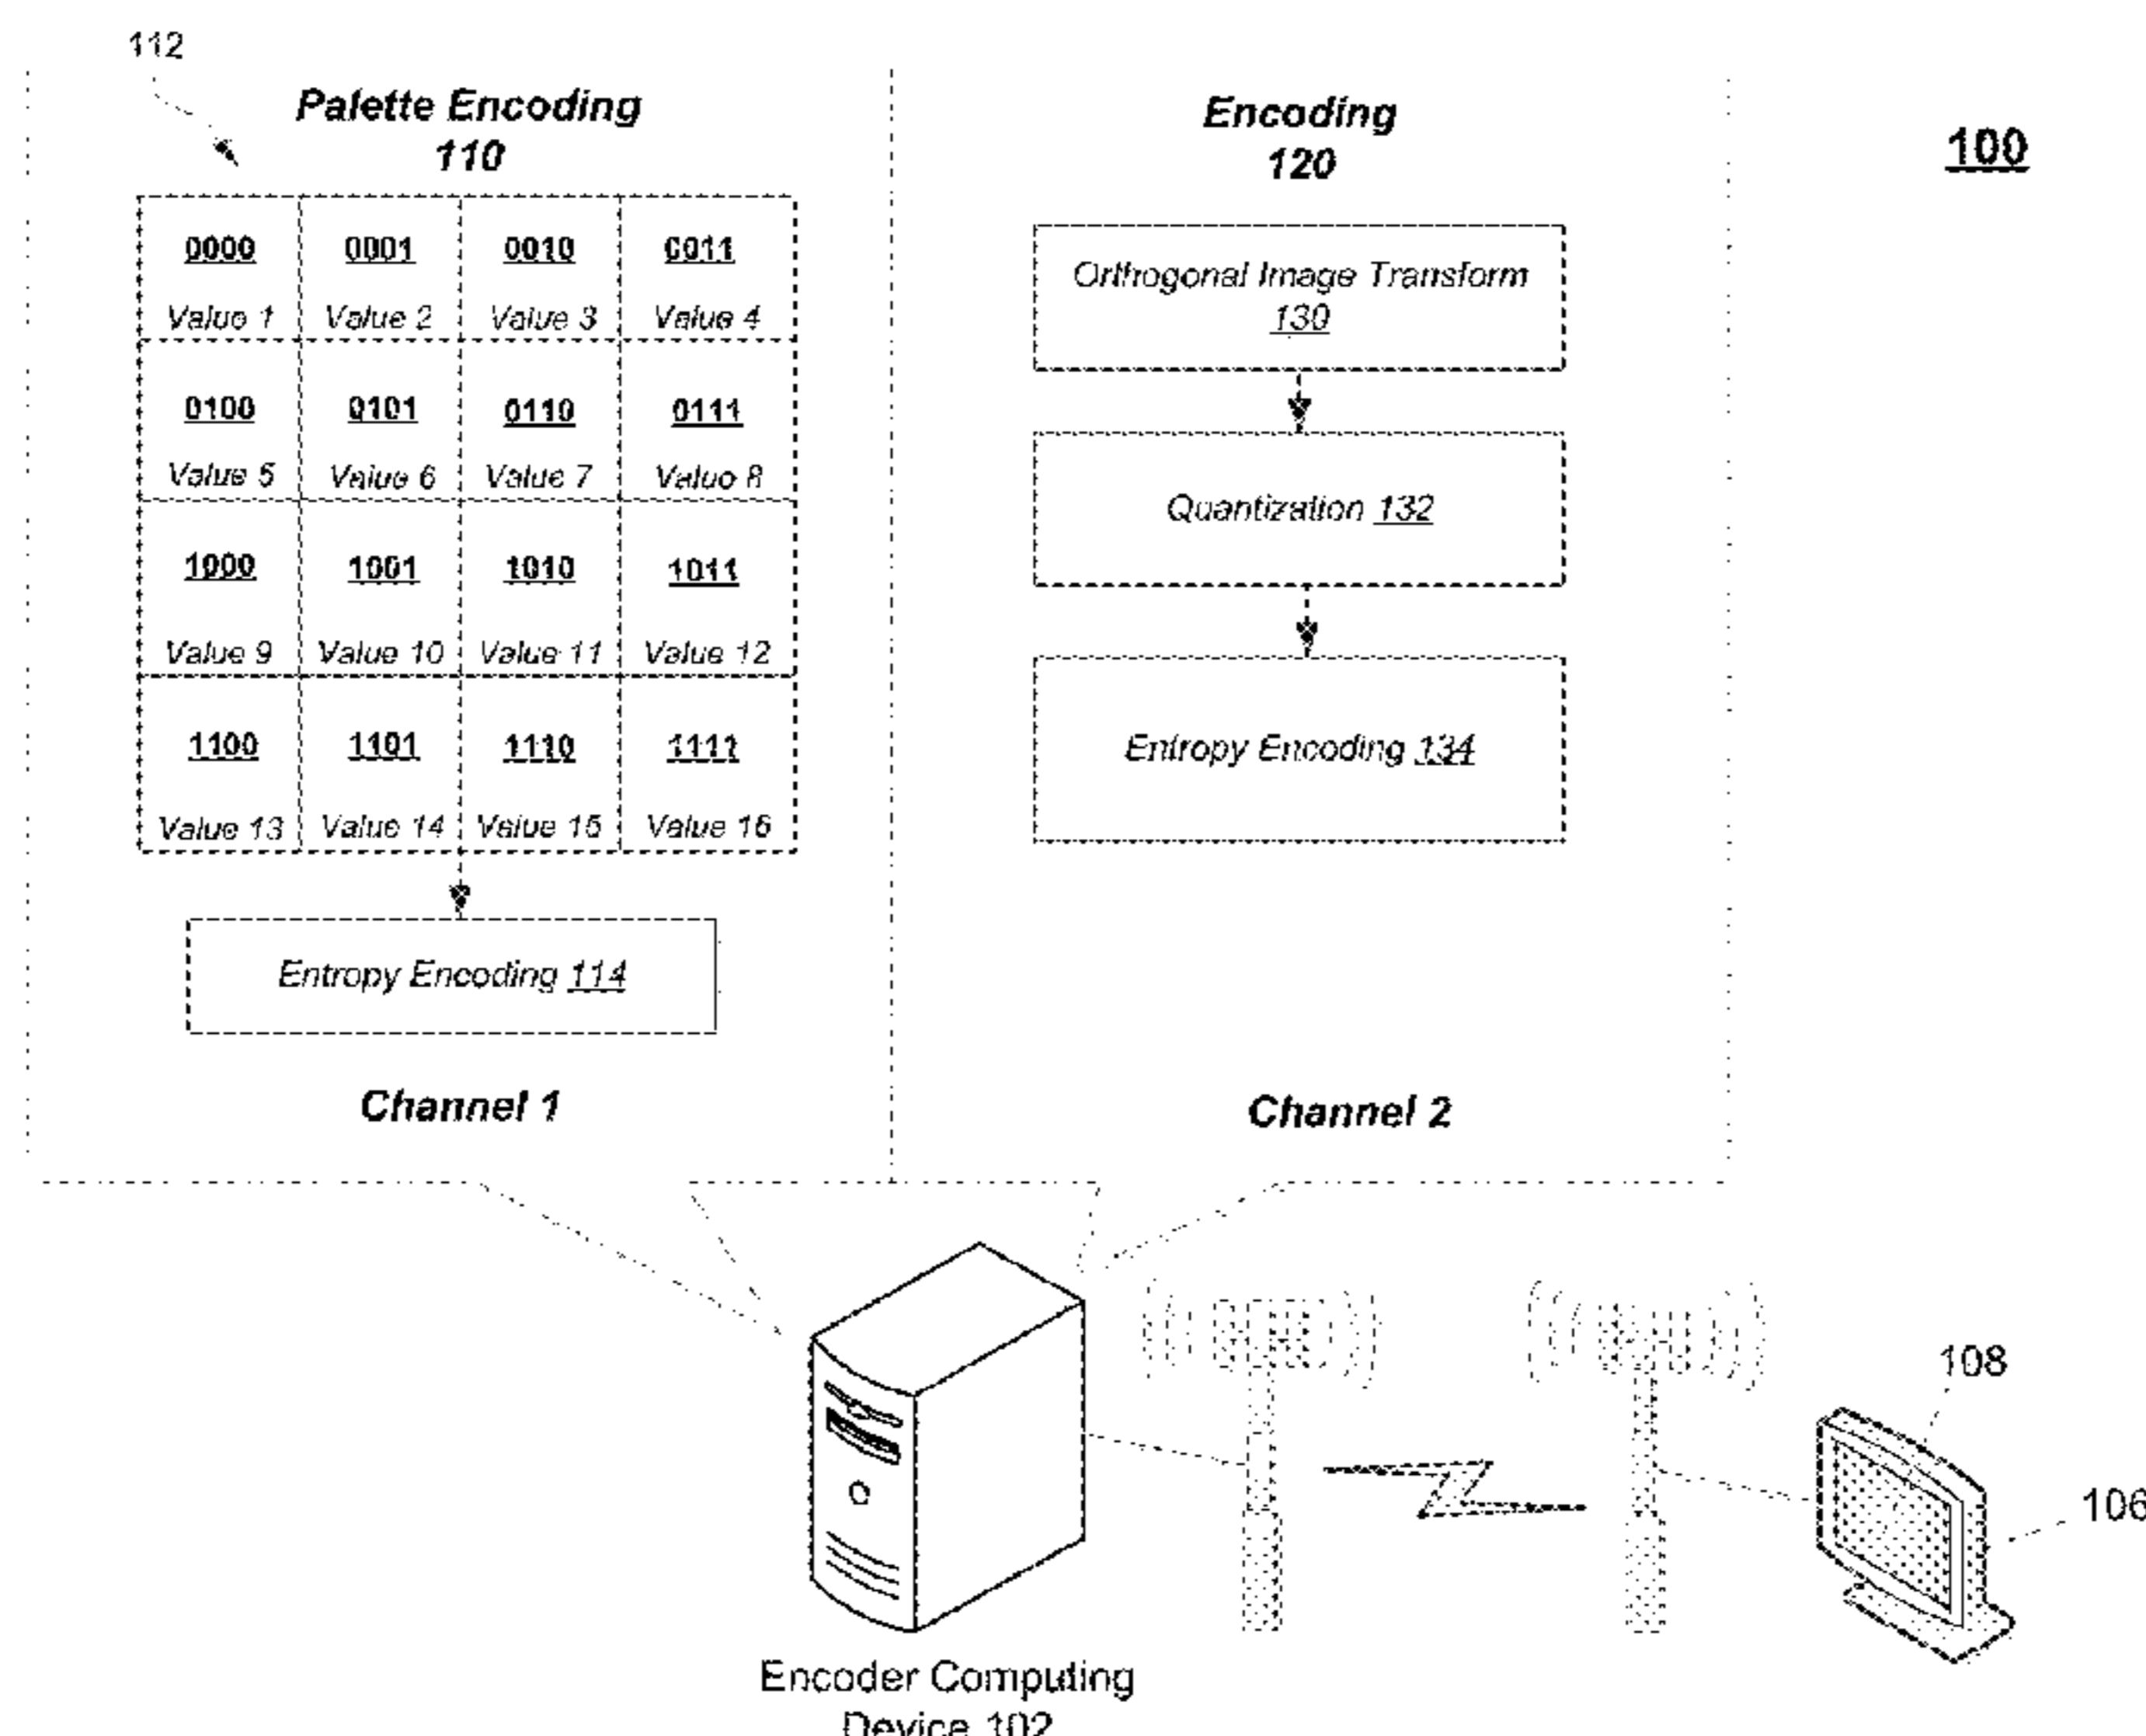 112
Palette Encoding
110
0000 0001 0010 0011
Value 1 Value 2 Value 3 Value 4
0100 0101 0110 0111
Value 5 Value 6 Value 7 Value 8
1000 1001 1010 1011
Value 9 Value 10 Value 11 Value 12
1100 1101 1110 1111
Value 13 Value 14 Value 15 Value 16
Entropy Encoding 114
Channel 1
Encoding
120
Orthogonal Image Transform
130
Quantization 132
Entropy Encoding 134
Channel 2
100
108
106
Encoder Computing
Device 102